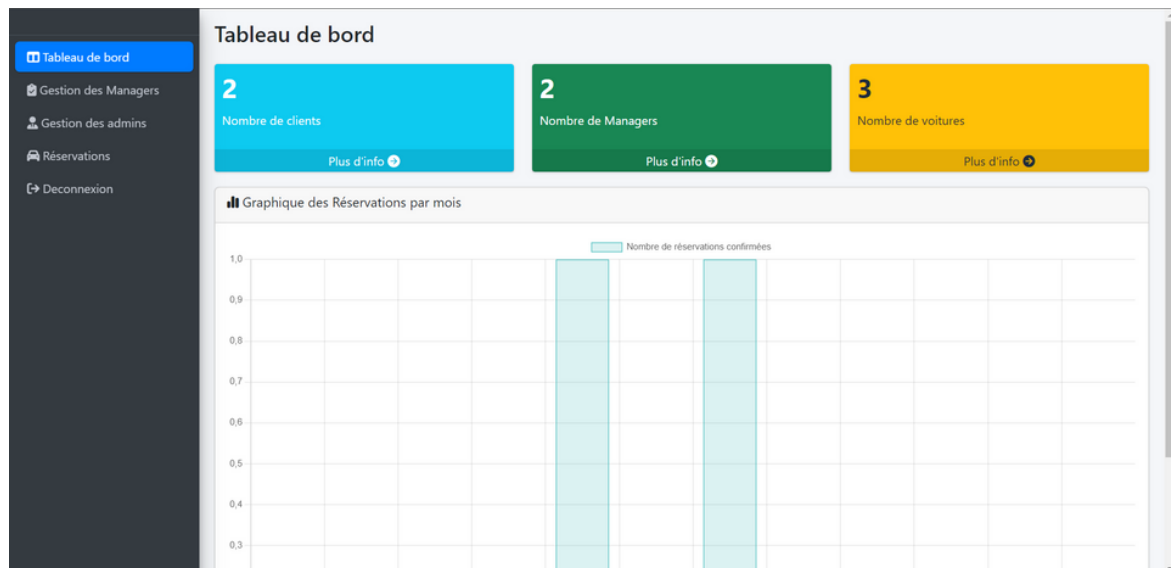 Tableau de bord
Gestion des Managers
Gestion des admins
Réservations
Deconnexion
Tableau de bord
2
Nombre de clients
Plus d'info
2
Nombre de Managers
Plus d'info
3
Nombre de voitures
Plus d'info
Graphique des Réservations par mois
Nombre de réservations confirmées
1,0
0,9
0,8
0,7
0,6
0,5
0,4
0,3